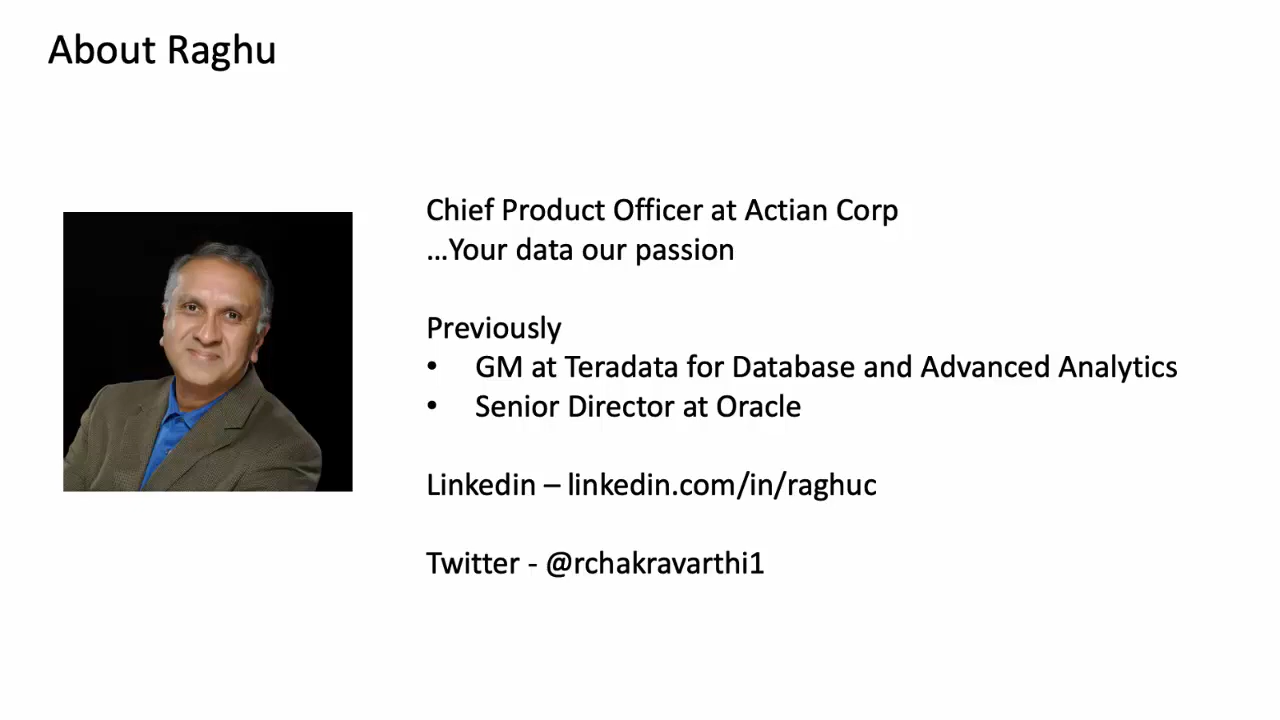 About Raghu
Chief Product Officer at Actian Corp
…Your data our passion
Previously
• GM at Teradata for Database and Advanced Analytics
• Senior Director at Oracle
Linkedin – linkedin.com/in/raghuc
Twitter - @rchakravarthi1